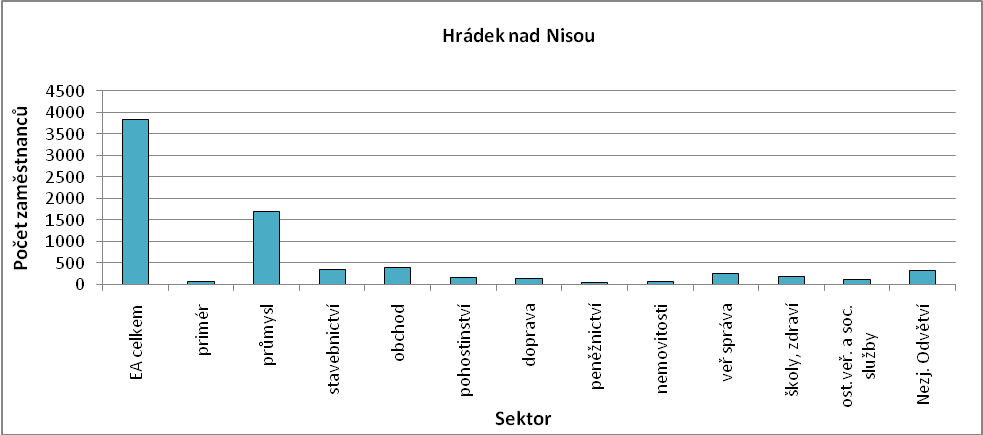 Hrádek nad Nisou
Počet zaměstnanců
4500
4000
3500
3000
2500
2000
1500
1000
500
0
EA celkem
primér
průmysl
stavebnictví
obchod
pohostinství
doprava
peněžnictví
nemovitosti
veř správa
školy, zdraví
ost.veř. a soc.
služby
Nezj. Odvětví
Sektor